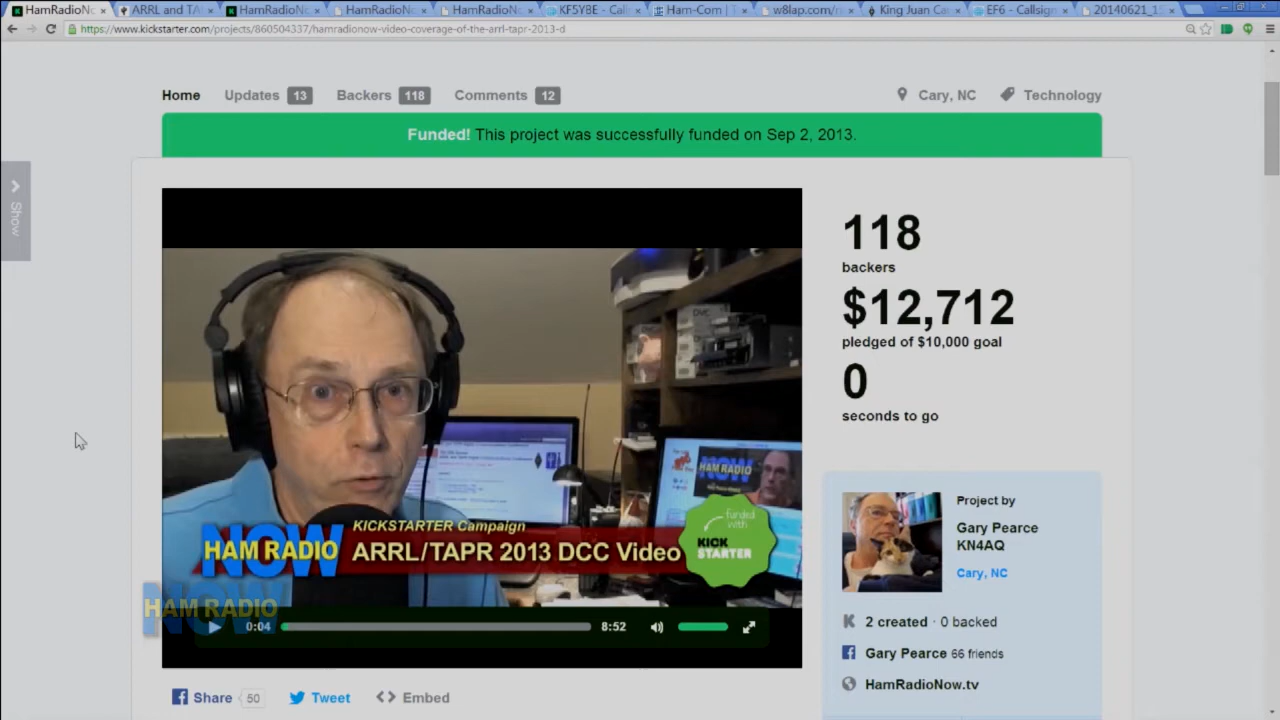 HamRadioNo
ARRL and TA
HamRadioNo
HamRadioNo
HamRadioNo
KF5YBE - Call
Ham-Com | T
w8lap.com/n
King Juan Ca
EF6 - Callsign
20140621_1
https://www.kickstarter.com/projects/860504337/hamradionow-video-coverage-of-the-arrl-tapr-2013-d
Home
Updates 13
Backers 118
Comments 12
Cary, NC
Technology
Funded! This project was successfully funded on Sep 2, 2013.
Show
118
backers
$12,712
pledged of $10,000 goal
0
seconds to go
HAM RADIO
NOW
funded
with
KICK
STARTER
KICKSTARTER Campaign
ARRL/TAPR 2013 DCC Video
NOW
HAM RADIO
NOW
HAM RADIO
0:04
8:52
Project by
Gary Pearce
KN4AQ
Cary, NC
2 created · 0 backed
Gary Pearce 66 friends
HamRadioNow.tv
Share 50
Tweet
Embed